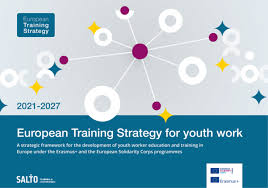 European
Training
Strategy
2021-2027
European Training Strategy for youth work
A strategic framework for the development of youth worker education and training in
Europe under the Erasmus+ and the European Solidarity Corps programmes
SALTO
Erasmus+